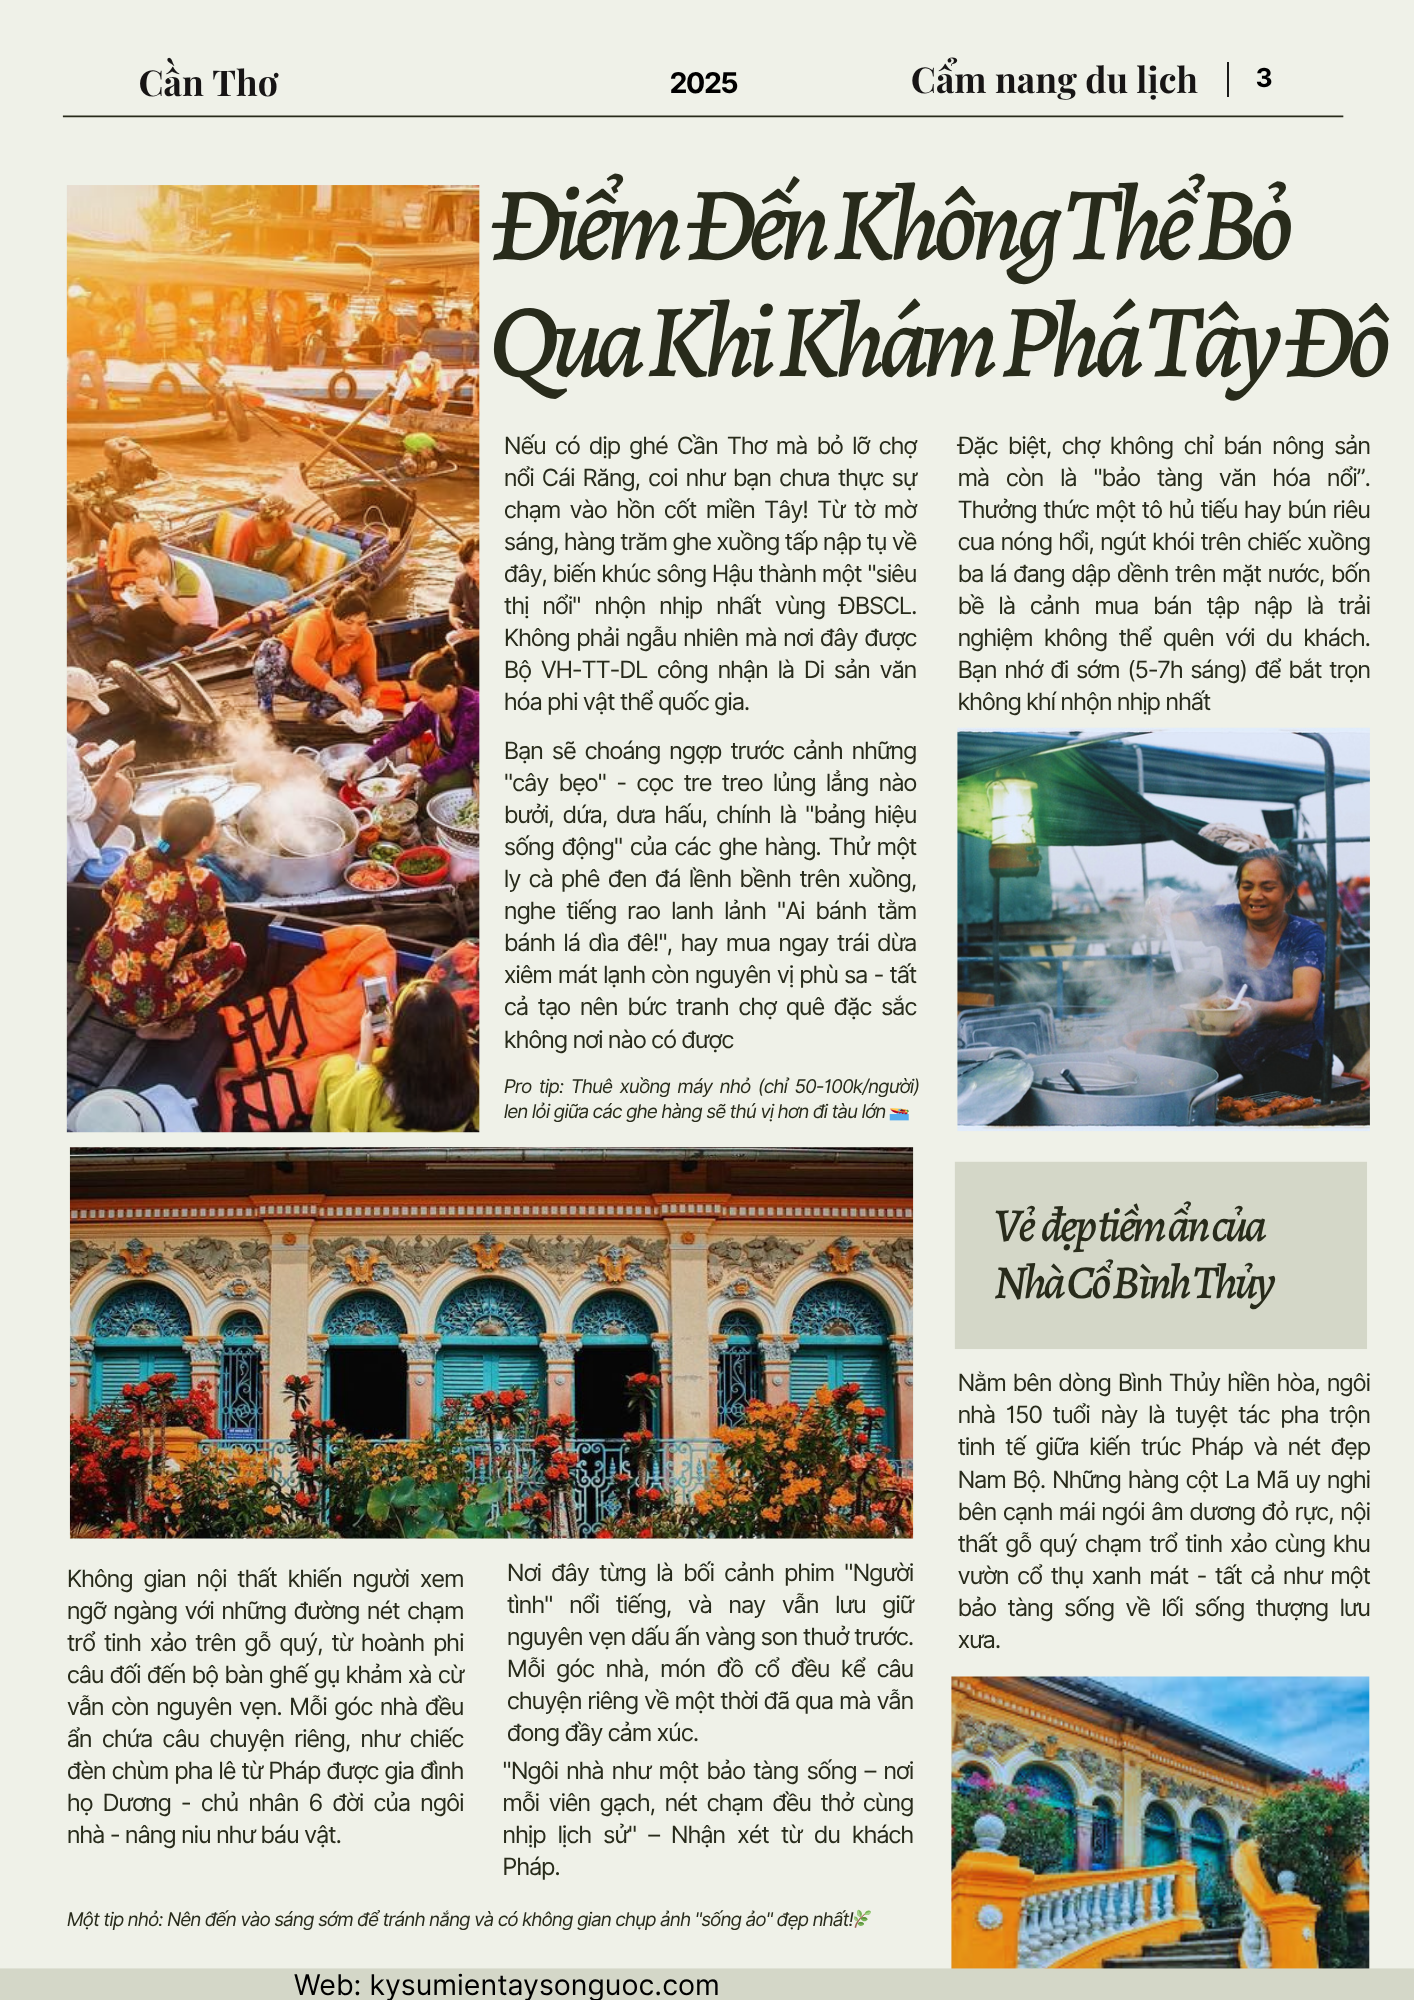 Cần Thơ
2025
Cẩm nang du lịch
3
Điểm Đến Không Thể Bỏ
Qua Khi Khám Phá Tây Đô
Nếu có dịp ghé Cần Thơ mà bỏ lỡ chợ
nổi Cái Răng, coi như bạn chưa thực sự
chạm vào hồn cốt miền Tây! Từ tờ mờ
sáng, hàng trăm ghe xuồng tấp nập tụ về
đây, biến khúc sông Hậu thành một "siêu
thị nổi" nhộn nhịp nhất vùng ĐBSCL.
Không phải ngẫu nhiên mà nơi đây được
Bộ VH-TT-DL công nhận là Di sản văn
hóa phi vật thể quốc gia.
Bạn sẽ choáng ngợp trước cảnh những
"cây bẹo" - cọc tre treo lủng lẳng nào
bưởi, dứa, dưa hấu, chính là "bảng hiệu
sống động" của các ghe hàng. Thử một
ly cà phê đen đá lềnh bềnh trên xuồng,
nghe tiếng rao lanh lảnh "Ai bánh tằm
bánh lá dìa đê!", hay mua ngay trái dừa
xiêm mát lạnh còn nguyên vị phù sa - tất
cả tạo nên bức tranh chợ quê đặc sắc
không nơi nào có được
Pro tip: Thuê xuồng máy nhỏ (chỉ 50-100k/người)
len lỏi giữa các ghe hàng sẽ thú vị hơn đi tàu lớn 🚤
Đặc biệt, chợ không chỉ bán nông sản
mà còn là "bảo tàng văn hóa nổi”.
Thưởng thức một tô hủ tiếu hay bún riêu
cua nóng hổi, ngút khói trên chiếc xuồng
ba lá đang dập dềnh trên mặt nước, bốn
bề là cảnh mua bán tập nập là trải
nghiệm không thể quên với du khách.
Bạn nhớ đi sớm (5-7h sáng) để bắt trọn
không khí nhộn nhịp nhất
Vẻ đẹp tiềm ẩn của
Nhà Cổ Bình Thủy
Nằm bên dòng Bình Thủy hiền hòa, ngôi
nhà 150 tuổi này là tuyệt tác pha trộn
tinh tế giữa kiến trúc Pháp và nét đẹp
Nam Bộ. Những hàng cột La Mã uy nghi
bên cạnh mái ngói âm dương đỏ rực, nội
thất gỗ quý chạm trổ tinh xảo cùng khu
vườn cổ thụ xanh mát - tất cả như một
bảo tàng sống về lối sống thượng lưu
xưa.
Không gian nội thất khiến người xem
ngỡ ngàng với những đường nét chạm
trổ tinh xảo trên gỗ quý, từ hoành phi
câu đối đến bộ bàn ghế gụ khảm xà cừ
vẫn còn nguyên vẹn. Mỗi góc nhà đều
ẩn chứa câu chuyện riêng, như chiếc
đèn chùm pha lê từ Pháp được gia đình
họ Dương - chủ nhân 6 đời của ngôi
nhà - nâng niu như báu vật.
Nơi đây từng là bối cảnh phim "Người
tình" nổi tiếng, và nay vẫn lưu giữ
nguyên vẹn dấu ấn vàng son thuở trước.
Mỗi góc nhà, món đồ cổ đều kể câu
chuyện riêng về một thời đã qua mà vẫn
đong đầy cảm xúc.
"Ngôi nhà như một bảo tàng sống – nơi
mỗi viên gạch, nét chạm đều thở cùng
nhịp lịch sử" – Nhận xét từ du khách
Pháp.
Một tip nhỏ: Nên đến vào sáng sớm để tránh nắng và có không gian chụp ảnh "sống ảo" đẹp nhất!🌿
Web: kysumientaysonguoc.com